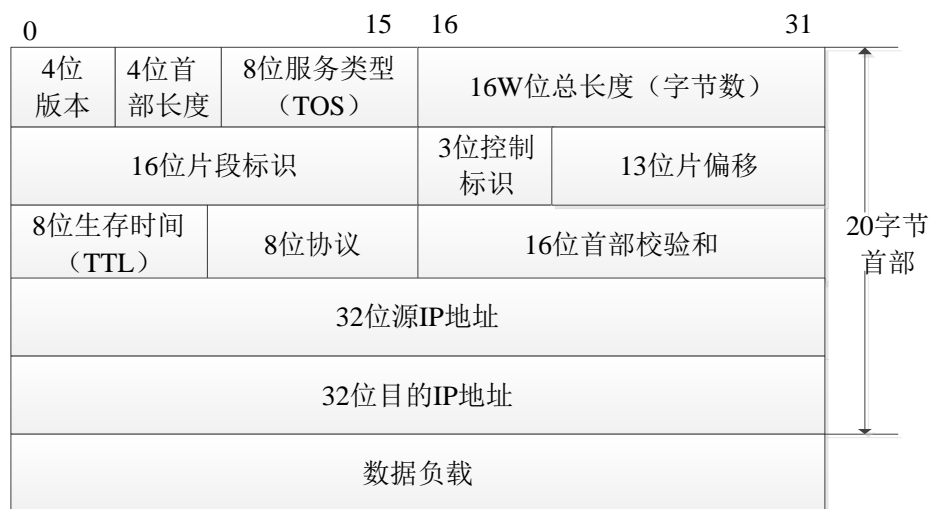 0 15 16 31
4位
版本
4位首
部长度
8位服务类型
（TOS）
16W位总长度（字节数）
16位片段标识
3位控制
标识
13位片偏移
8位生存时间
（TTL）
8位协议
16位首部校验和
20字节
首部
32位源IP地址
32位目的IP地址
数据负载